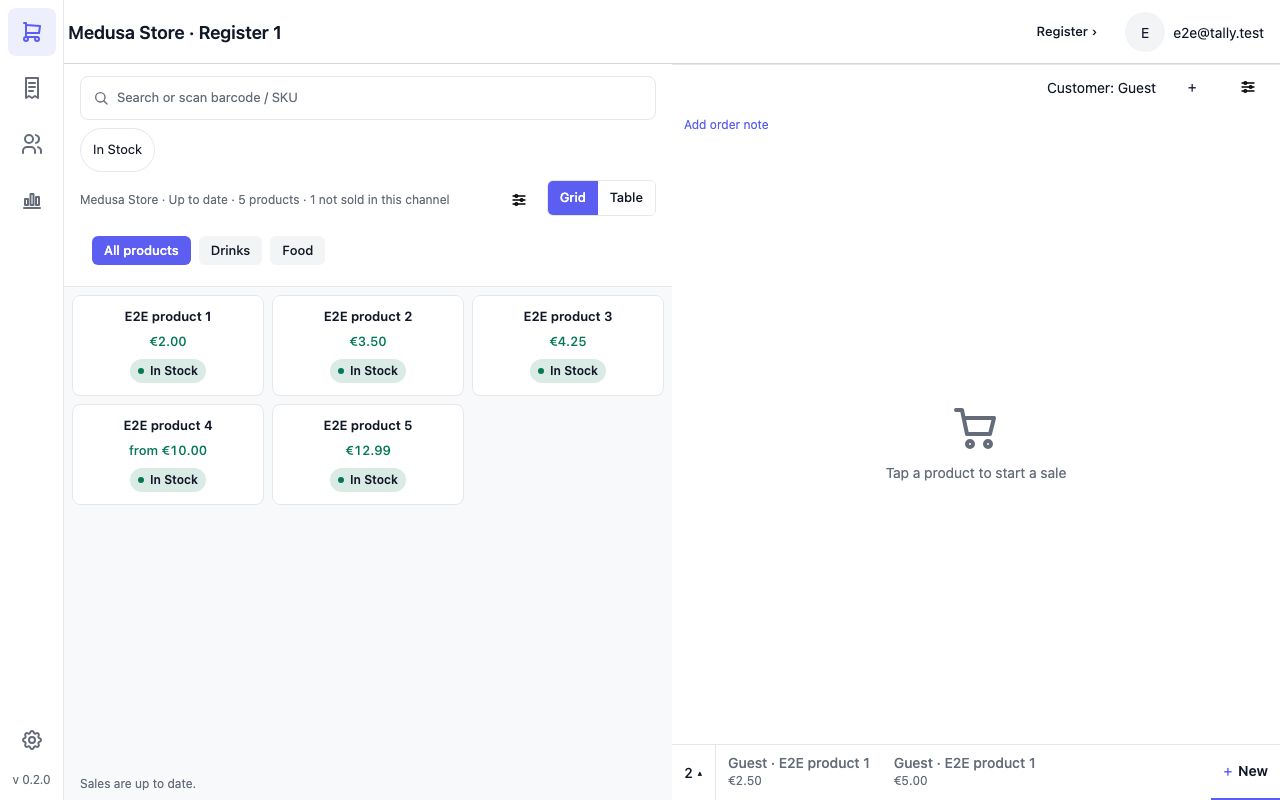 Medusa Store · Register 1
Register ›
E
e2e@tally.test
Search or scan barcode / SKU
In Stock
Medusa Store · Up to date · 5 products · 1 not sold in this channel
Grid
Table
All products
Drinks
Food
E2E product 1
€2.00
In Stock
E2E product 2
€3.50
In Stock
E2E product 3
€4.25
In Stock
E2E product 4
from €10.00
In Stock
E2E product 5
€12.99
In Stock
Sales are up to date.
v 0.2.0
Customer: Guest
+
Add order note
Tap a product to start a sale
2 ▴
Guest · E2E product 1
€2.50
Guest · E2E product 1
€5.00
+ New